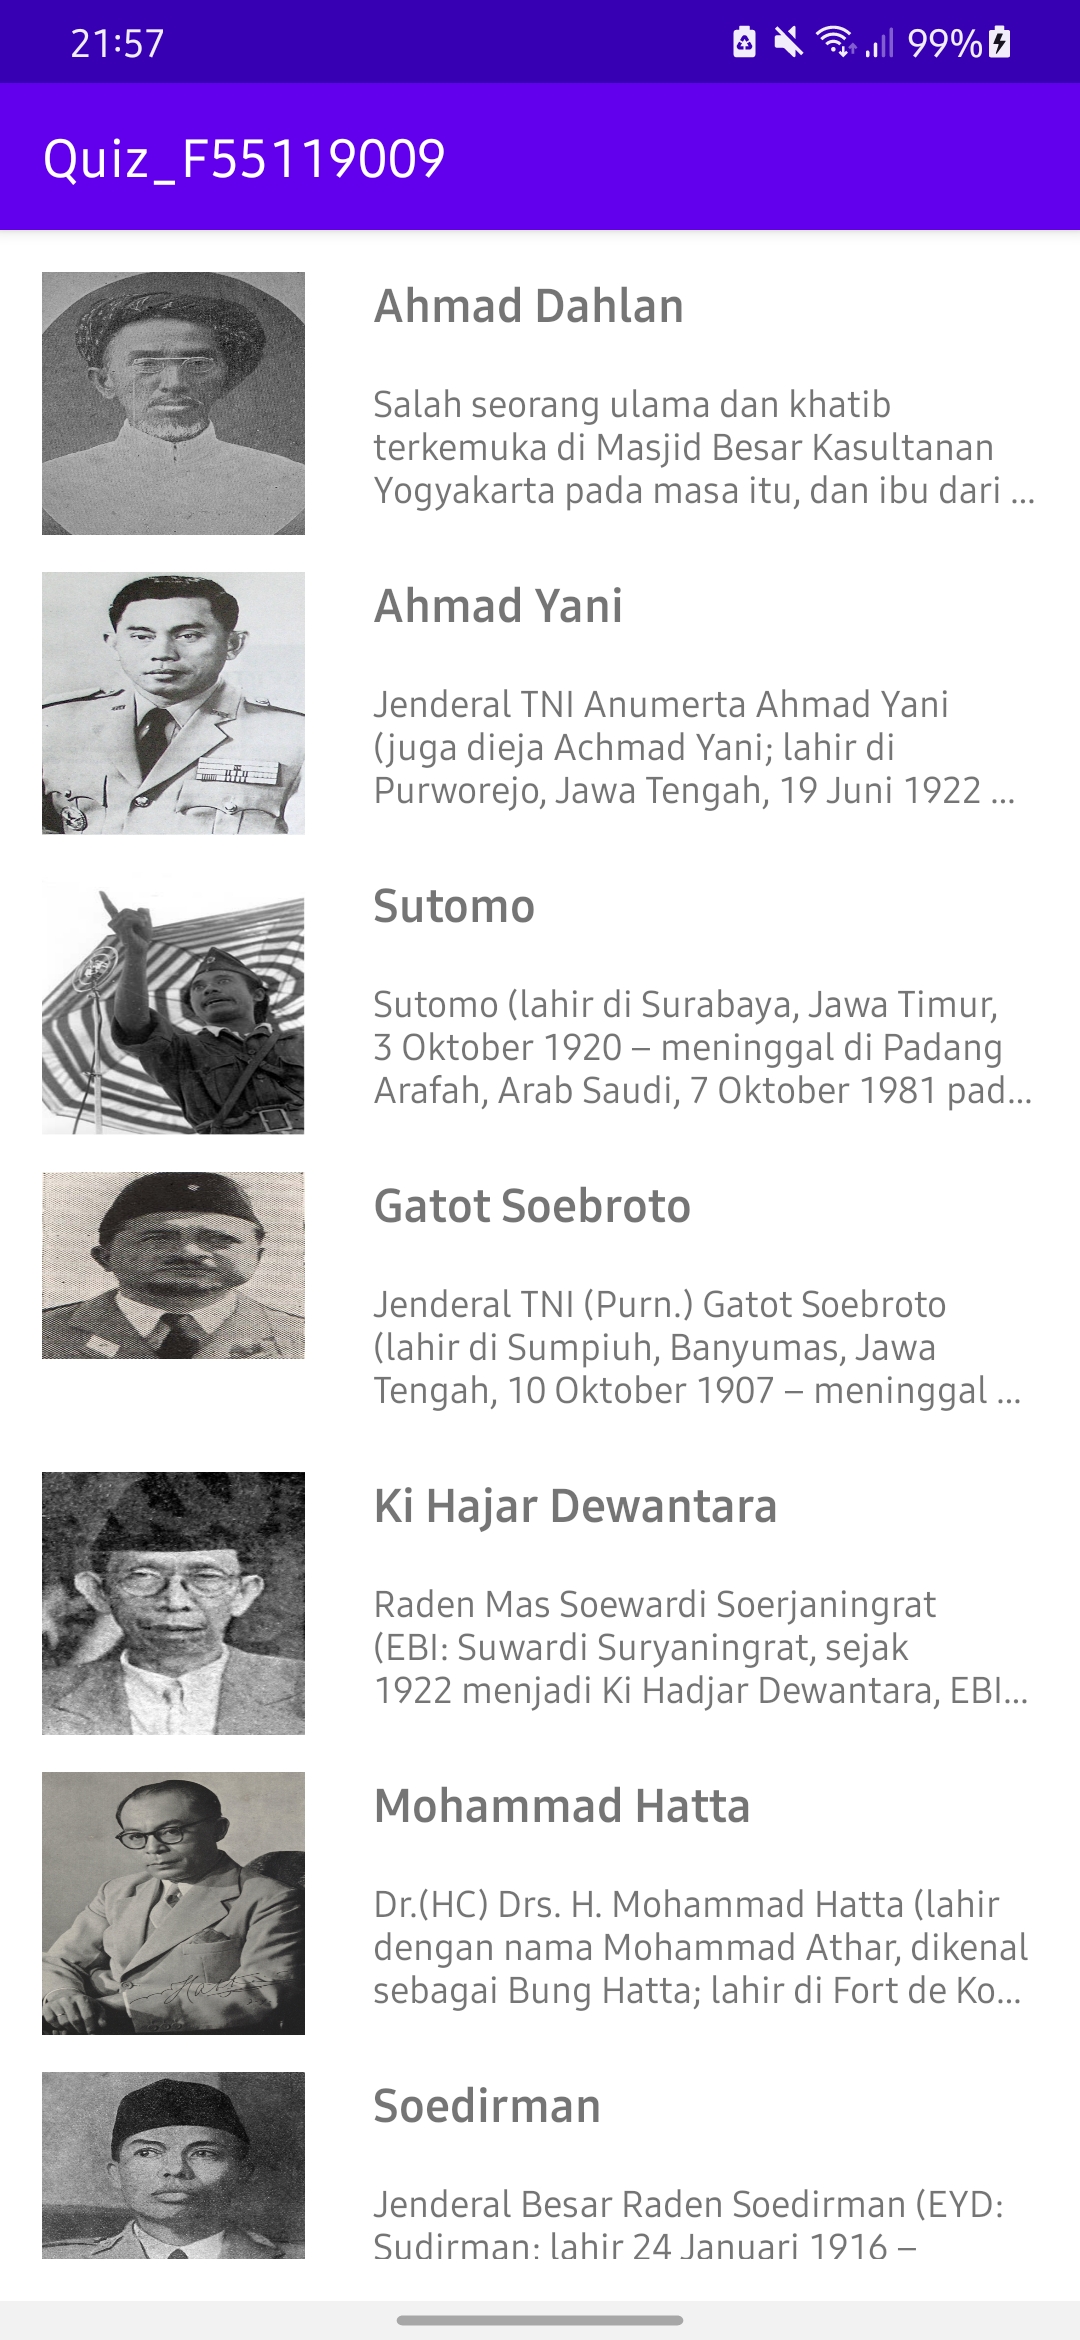 21:57
99%
Quiz_F55119009
Ahmad Dahlan
Salah seorang ulama dan khatib
terkemuka di Masjid Besar Kasultanan
Yogyakarta pada masa itu, dan ibu dari ...
Ahmad Yani
Jenderal TNI Anumerta Ahmad Yani
(juga dieja Achmad Yani; lahir di
Purworejo, Jawa Tengah, 19 Juni 1922 ...
Sutomo
Sutomo (lahir di Surabaya, Jawa Timur,
3 Oktober 1920 – meninggal di Padang
Arafah, Arab Saudi, 7 Oktober 1981 pad...
Gatot Soebroto
Jenderal TNI (Purn.) Gatot Soebroto
(lahir di Sumpiuh, Banyumas, Jawa
Tengah, 10 Oktober 1907 – meninggal ...
Ki Hajar Dewantara
Raden Mas Soewardi Soerjaningrat
(EBI: Suwardi Suryaningrat, sejak
1922 menjadi Ki Hadjar Dewantara, EBI...
Mohammad Hatta
Dr.(HC) Drs. H. Mohammad Hatta (lahir
dengan nama Mohammad Athar, dikenal
sebagai Bung Hatta; lahir di Fort de Ko...
Soedirman
Jenderal Besar Raden Soedirman (EYD:
Sudirman; lahir 24 Januari 1916 –